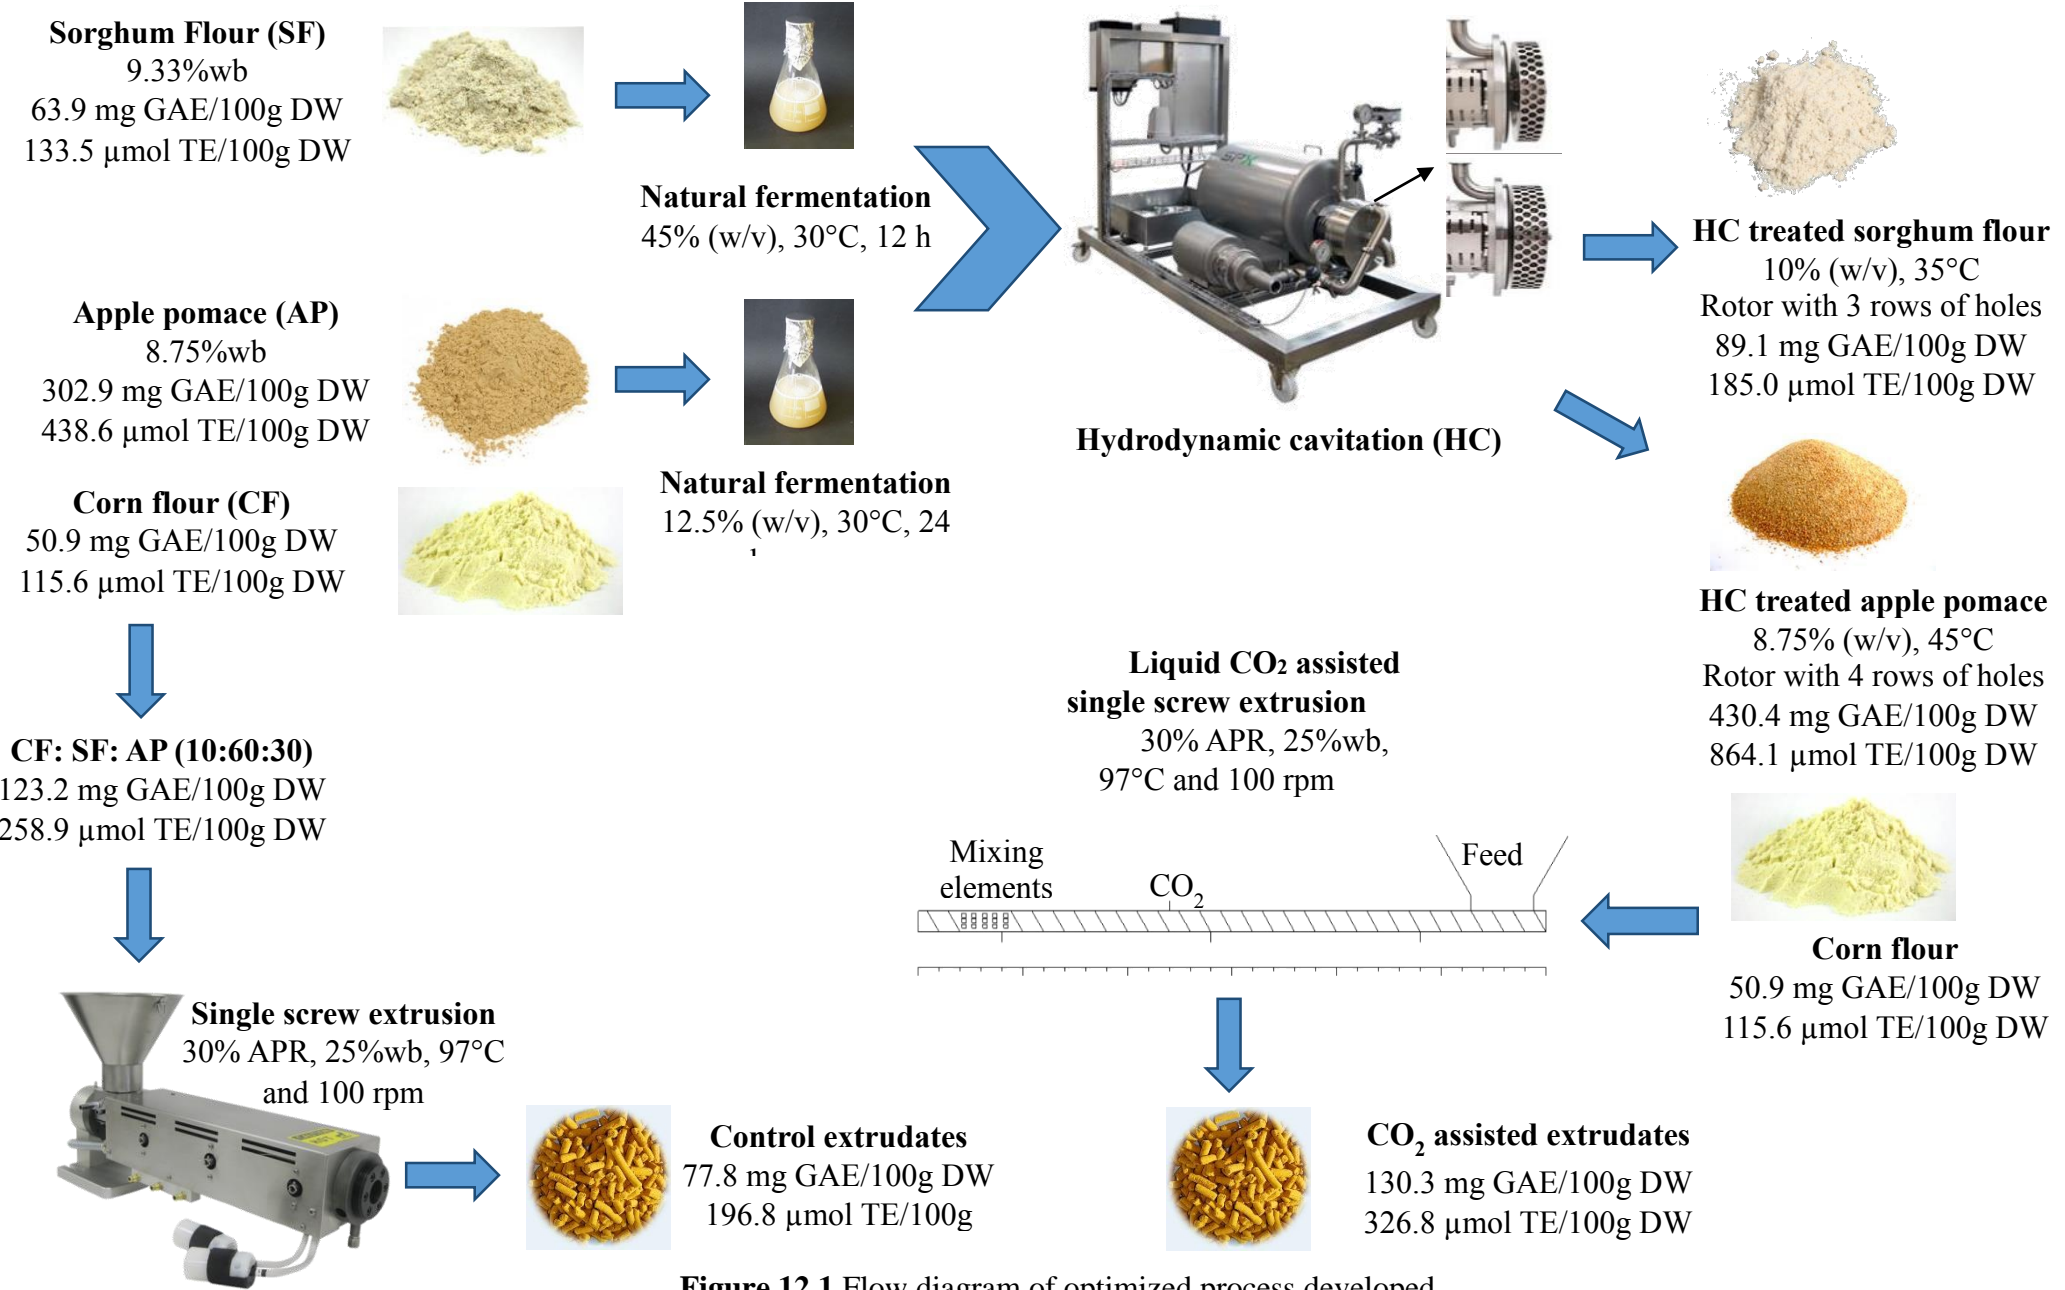 Sorghum Flour (SF)
9.33%wb
63.9 mg GAE/100g DW
133.5 µmol TE/100g DW
Natural fermentation
45% (w/v), 30°C, 12 h
Apple pomace (AP)
8.75%wb
302.9 mg GAE/100g DW
438.6 µmol TE/100g DW
Natural fermentation
12.5% (w/v), 30°C, 24
Corn flour (CF)
50.9 mg GAE/100g DW
115.6 µmol TE/100g DW
CF: SF: AP (10:60:30)
123.2 mg GAE/100g DW
258.9 µmol TE/100g DW
Single screw extrusion
30% APR, 25%wb, 97°C
and 100 rpm
Control extrudates
77.8 mg GAE/100g DW
196.8 µmol TE/100g
SPX
Hydrodynamic cavitation (HC)
HC treated sorghum flour
10% (w/v), 35°C
Rotor with 3 rows of holes
89.1 mg GAE/100g DW
185.0 µmol TE/100g DW
HC treated apple pomace
8.75% (w/v), 45°C
Rotor with 4 rows of holes
430.4 mg GAE/100g DW
864.1 µmol TE/100g DW
Corn flour
50.9 mg GAE/100g DW
115.6 µmol TE/100g DW
Liquid CO₂ assisted
single screw extrusion
30% APR, 25%wb,
97°C and 100 rpm
Mixing
elements
CO₂
Feed
CO₂ assisted extrudates
130.3 mg GAE/100g DW
326.8 µmol TE/100g DW
Figure 12.1 Flow diagram of optimized process developed